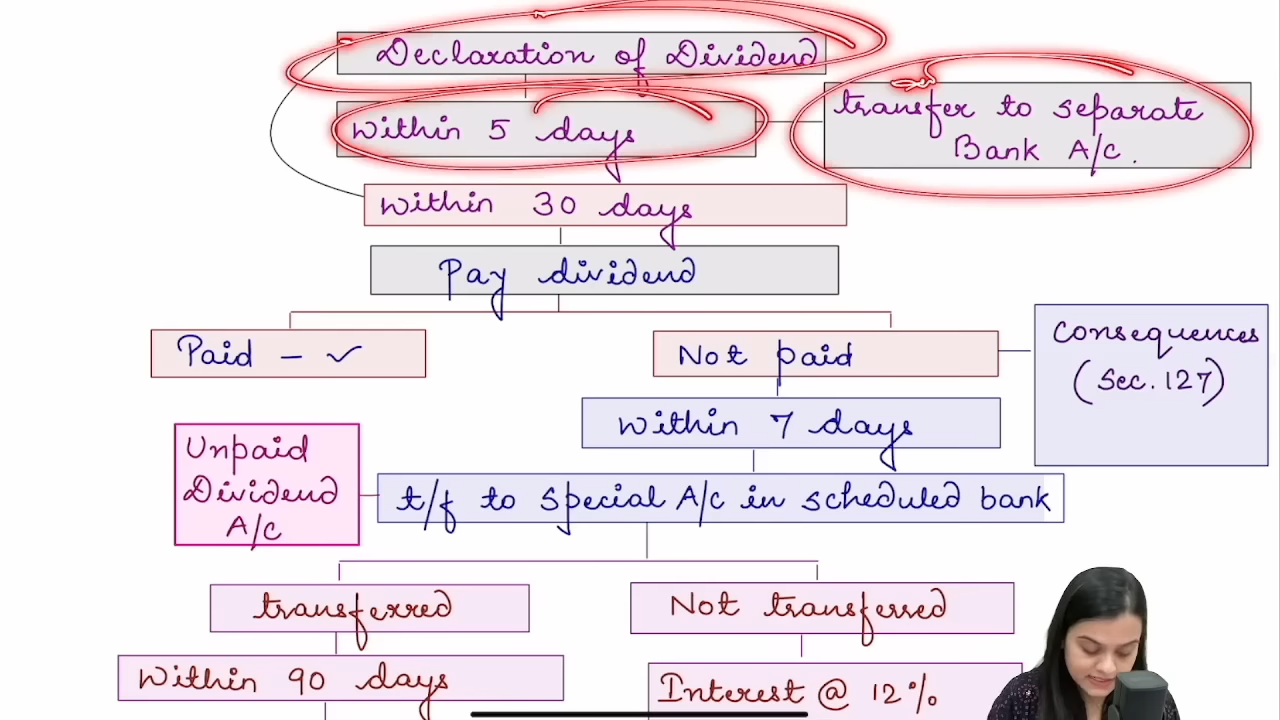 Declaration of Dividend
within 5 days
transfer to separate
Bank A/c.
within 30 days
Pay dividend
Paid – ✓
Not paid
Consequences
(Sec. 127)
Within 7 days
Unpaid
Dividend
A/c
t/f to special A/c in scheduled bank
transferred
Not transferred
Within 90 days
Interest @ 12%